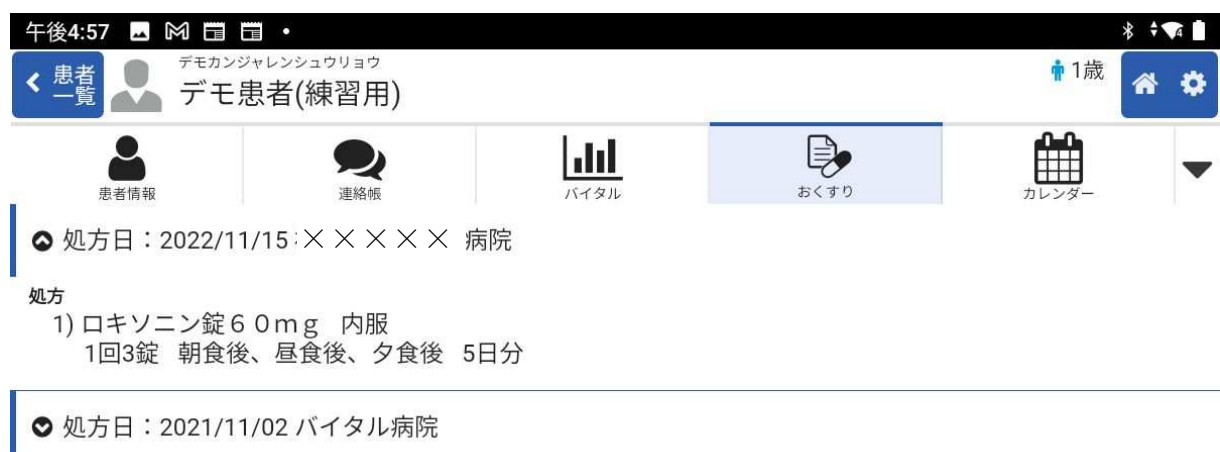 午後4:57
患者一覧
デモカンジャレンシュウリョウ
デモ患者(練習用)
1歳
患者情報
連絡帳
バイタル
おくすり
カレンダー
処方日：2022/11/15 ××××× 病院
処方
1) ロキソニン錠６０ｍｇ 内服
1回3錠 朝食後、昼食後、夕食後 5日分
処方日：2021/11/02 バイタル病院